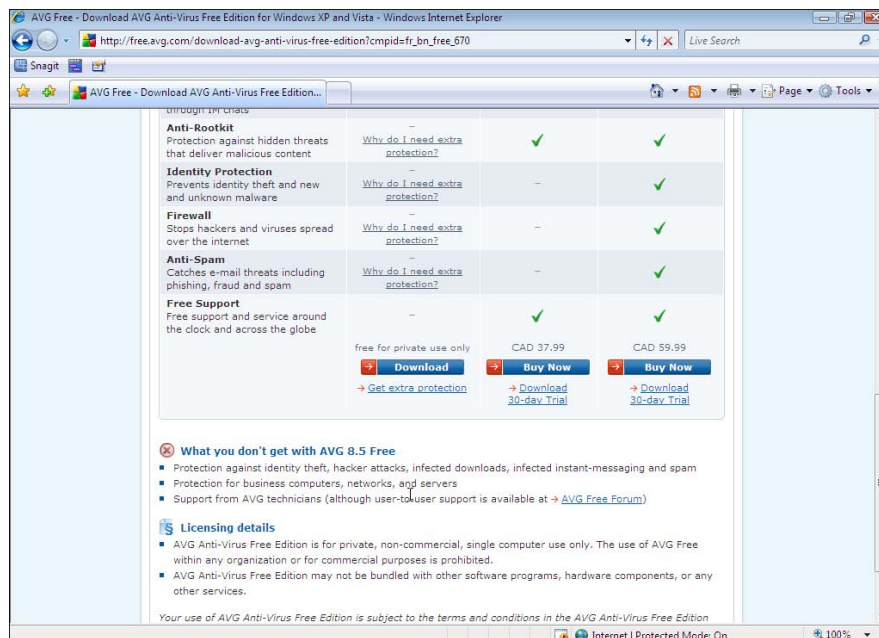 AVG Free - Download AVG Anti-Virus Free Edition for Windows XP and Vista - Windows Internet Explorer
http://free.avg.com/download-avg-anti-virus-free-edition?cmpid=fr_bn_free_670
Live Search
Snagit
AVG Free - Download AVG Anti-Virus Free Edition...
Page
Tools
through IM chats
Anti-Rootkit
Protection against hidden threats
that deliver malicious content
–
Why do I need extra
protection?
Identity Protection
Prevents identity theft and new
and unknown malware
–
Why do I need extra
protection?
–
Firewall
Stops hackers and viruses spread
over the internet
–
Why do I need extra
protection?
–
Anti-Spam
Catches e-mail threats including
phishing, fraud and spam
–
Why do I need extra
protection?
–
Free Support
Free support and service around
the clock and across the globe
–
free for private use only
CAD 37.99
CAD 59.99
Download
Buy Now
Buy Now
Get extra protection
Download
30-day Trial
Download
30-day Trial
What you don't get with AVG 8.5 Free
Protection against identity theft, hacker attacks, infected downloads, infected instant-messaging and spam
Protection for business computers, networks, and servers
Support from AVG technicians (although user-to-user support is available at → AVG Free Forum)
§ Licensing details
AVG Anti-Virus Free Edition is for private, non-commercial, single computer use only. The use of AVG Free
within any organization or for commercial purposes is prohibited.
AVG Anti-Virus Free Edition may not be bundled with other software programs, hardware components, or any
other services.
Your use of AVG Anti-Virus Free Edition is subject to the terms and conditions in the AVG Anti-Virus Free Edition
Internet | Protected Mode: On
100%